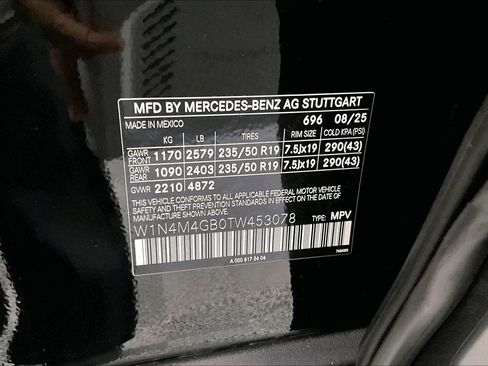 MFD BY MERCEDES-BENZ AG STUTTGART
MADE IN MEXICO 696 08/25
KG LB TIRES RIM SIZE COLD KPA (PSI)
GAWR FRONT 1170 2579 235/50 R19 7.5Jx19 290(43)
GAWR REAR 1090 2403 235/50 R19 7.5Jx19 290(43)
GWR 2210 4872
THIS VEHICLE CONFORMS TO ALL APPLICABLE FEDERAL MOTOR VEHICLE
SAFETY, BUMPER, AND THEFT PREVENTION STANDARDS IN EFFECT
ON THE DATE OF MANUFACTURE SHOWN ABOVE.
W1N4M4GB0TW453078 TYPE: MPV
A 000 817 54 04